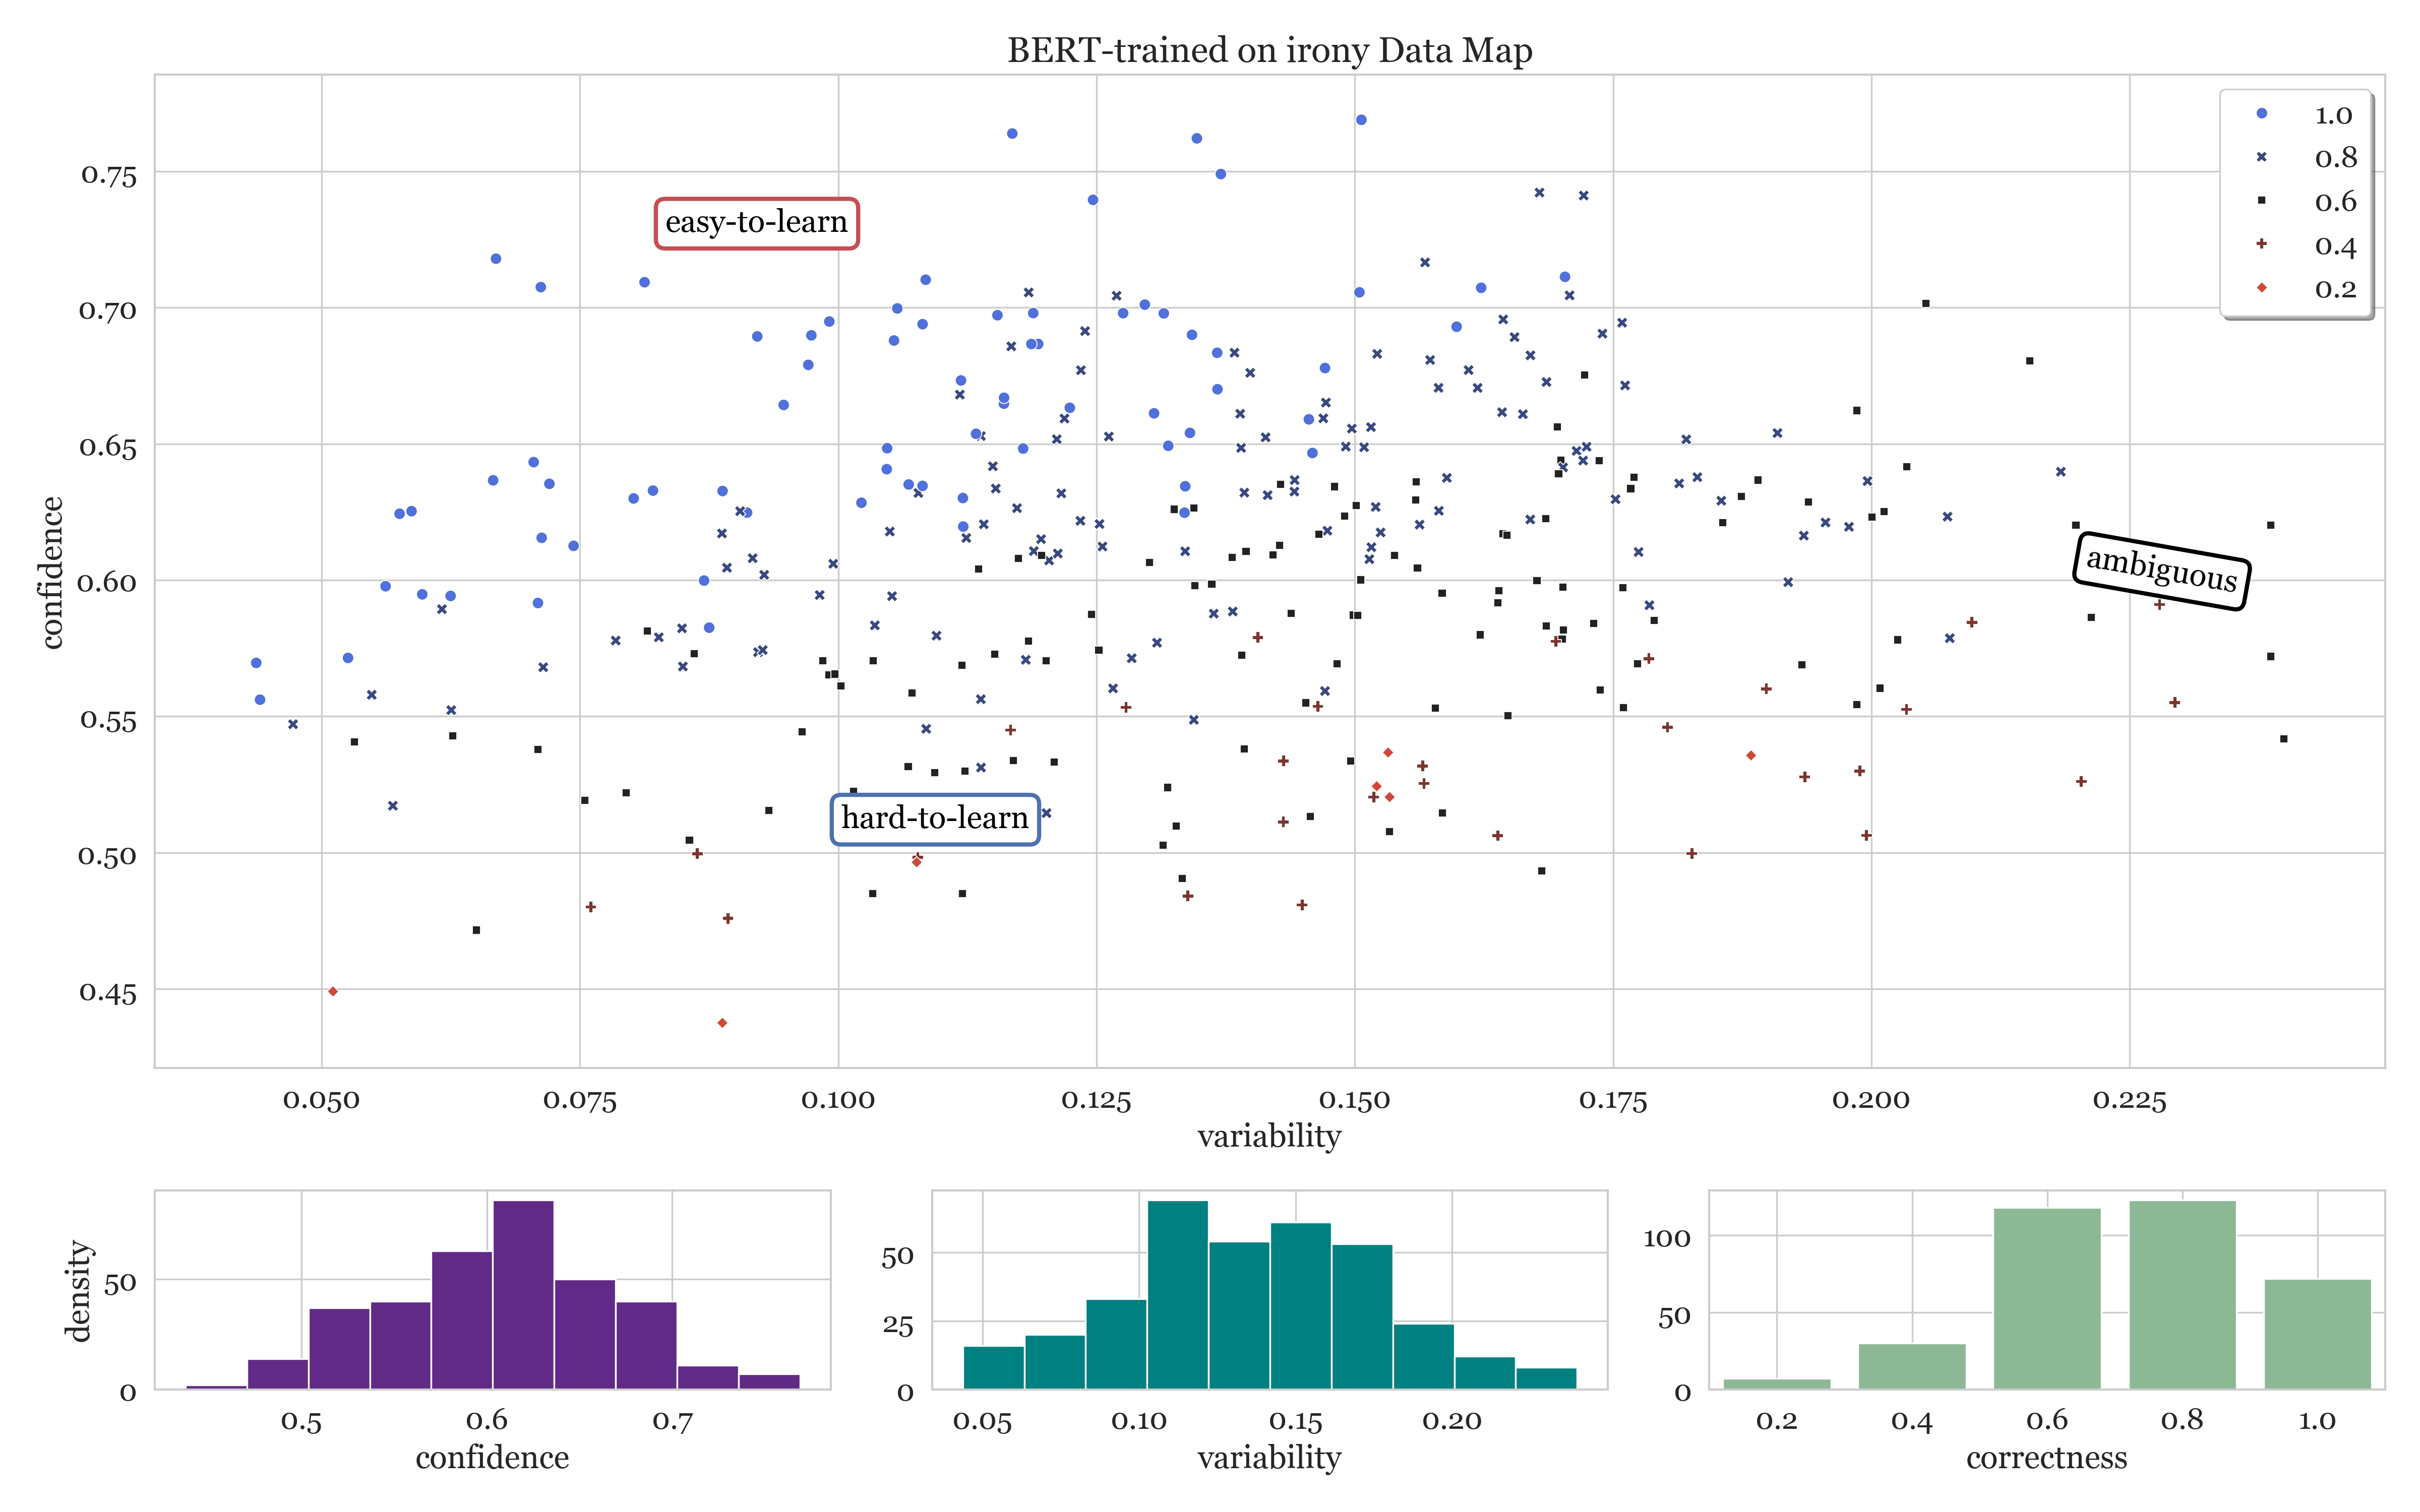 BERT-trained on irony Data Map
1.0
0.8
0.6
0.4
0.2
easy-to-learn
ambiguous
hard-to-learn
confidence
0.75
0.70
0.65
0.60
0.55
0.50
0.45
0.050 0.075 0.100 0.125 0.150 0.175 0.200 0.225
variability
density
50
0
0.5 0.6 0.7
confidence
50
25
0
0.05 0.10 0.15 0.20
variability
100
50
0
0.2 0.4 0.6 0.8 1.0
correctness